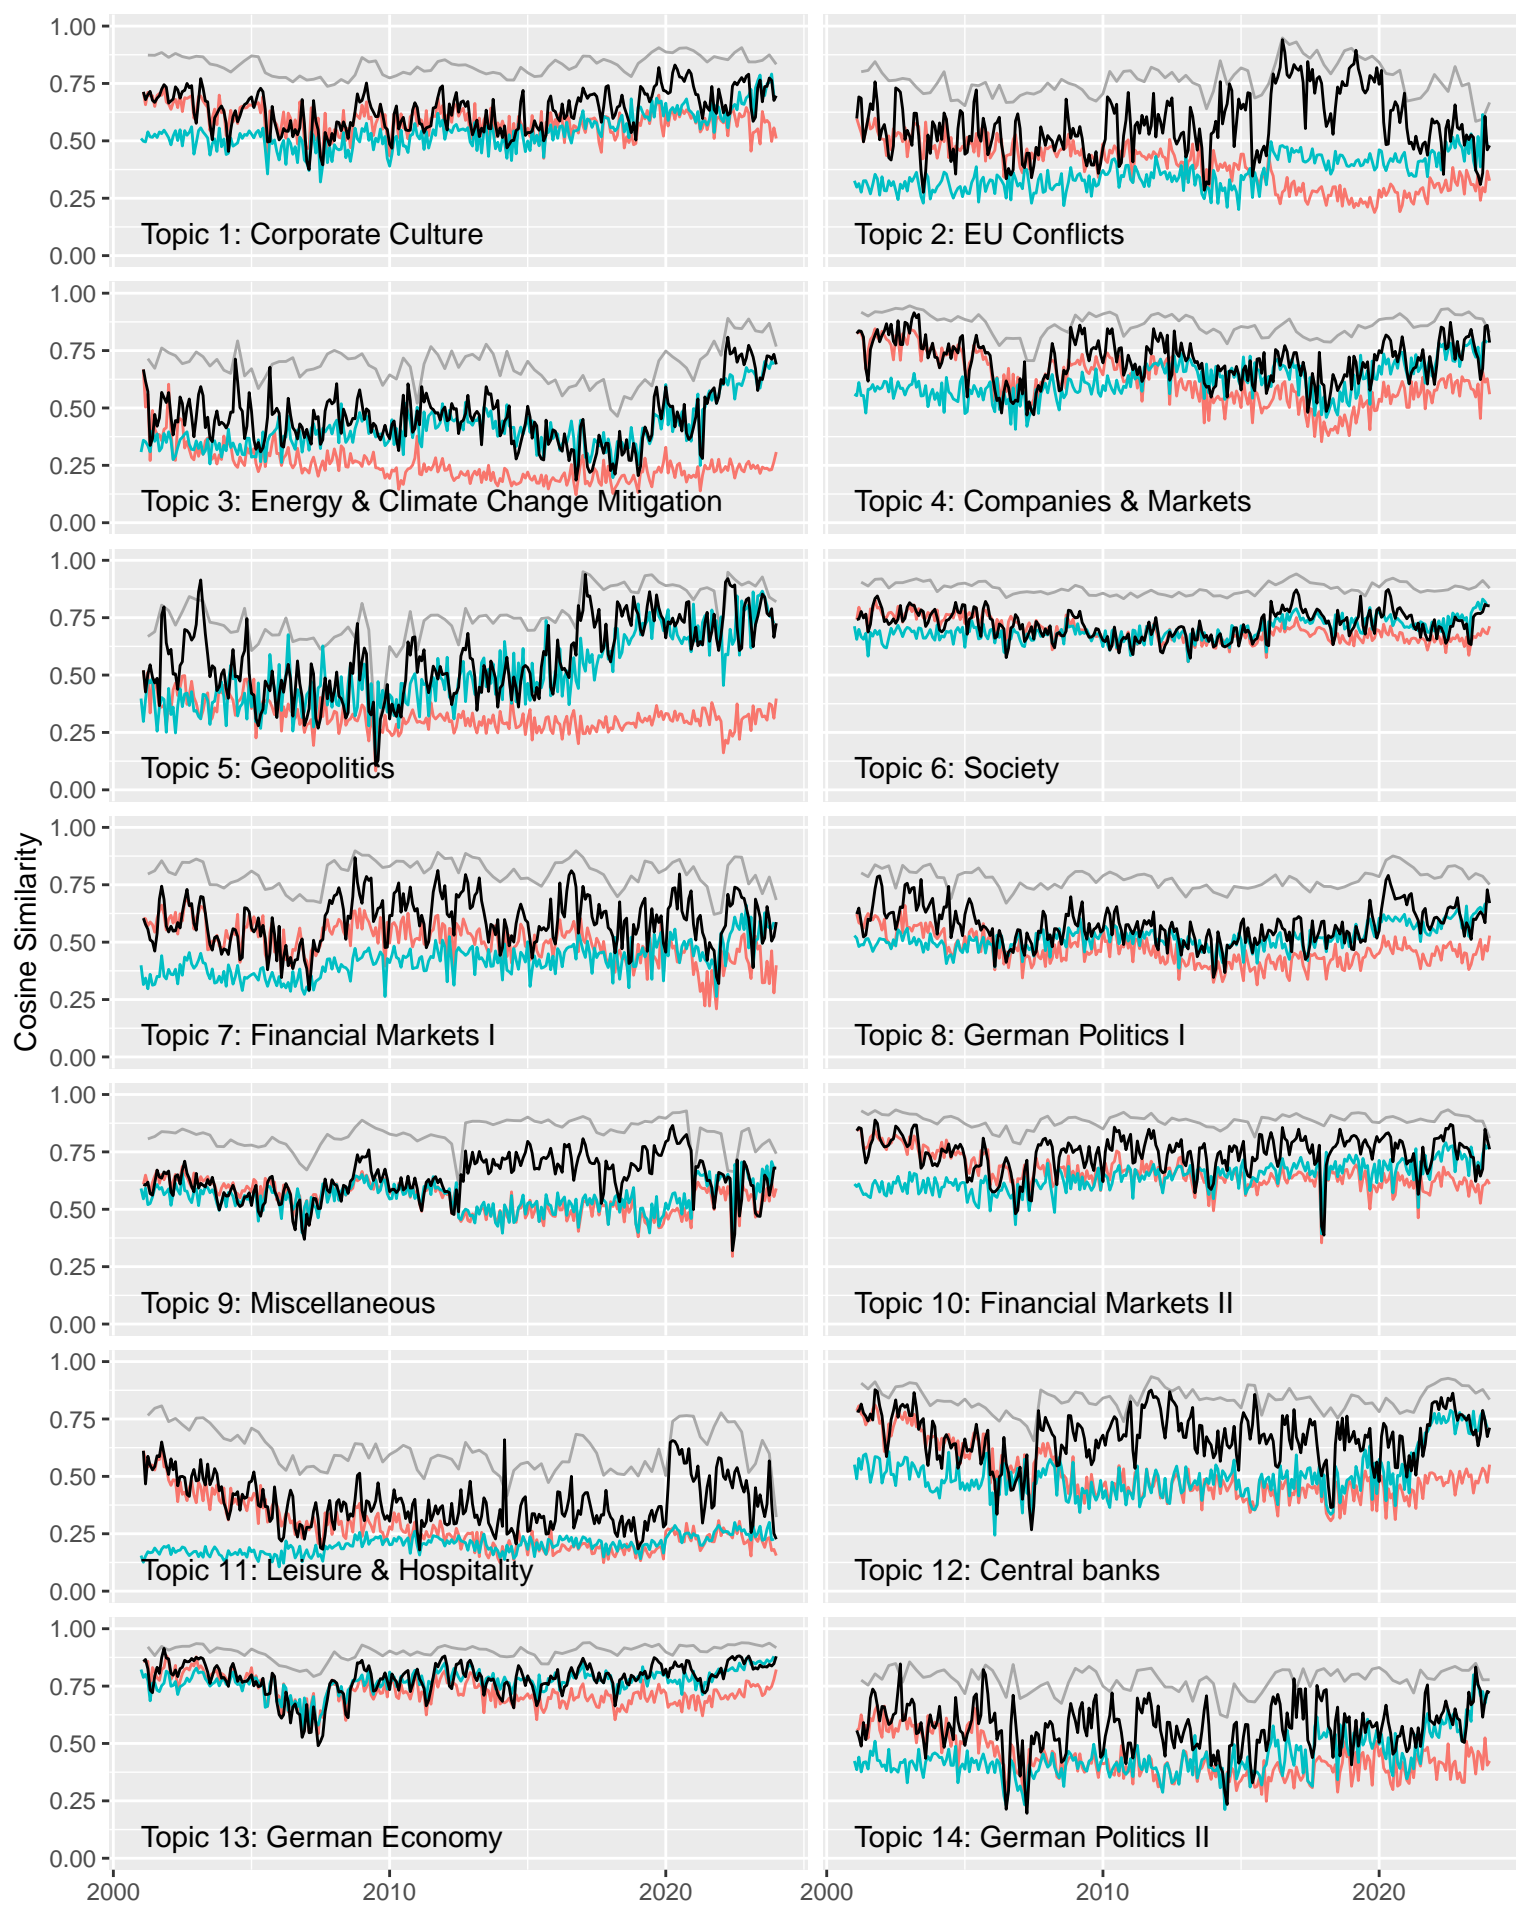 1.00
0.75
0.50
0.25
0.00
Topic 1: Corporate Culture
Topic 2: EU Conflicts
1.00
0.75
0.50
0.25
0.00
Topic 3: Energy & Climate Change Mitigation
Topic 4: Companies & Markets
1.00
0.75
0.50
0.25
0.00
Topic 5: Geopolitics
Topic 6: Society
Cosine Similarity
1.00
0.75
0.50
0.25
0.00
Topic 7: Financial Markets I
Topic 8: German Politics I
1.00
0.75
0.50
0.25
0.00
Topic 9: Miscellaneous
Topic 10: Financial Markets II
1.00
0.75
0.50
0.25
0.00
Topic 11: Leisure & Hospitality
Topic 12: Central banks
1.00
0.75
0.50
0.25
0.00
Topic 13: German Economy
Topic 14: German Politics II
2000 2010 2020 2000 2010 2020